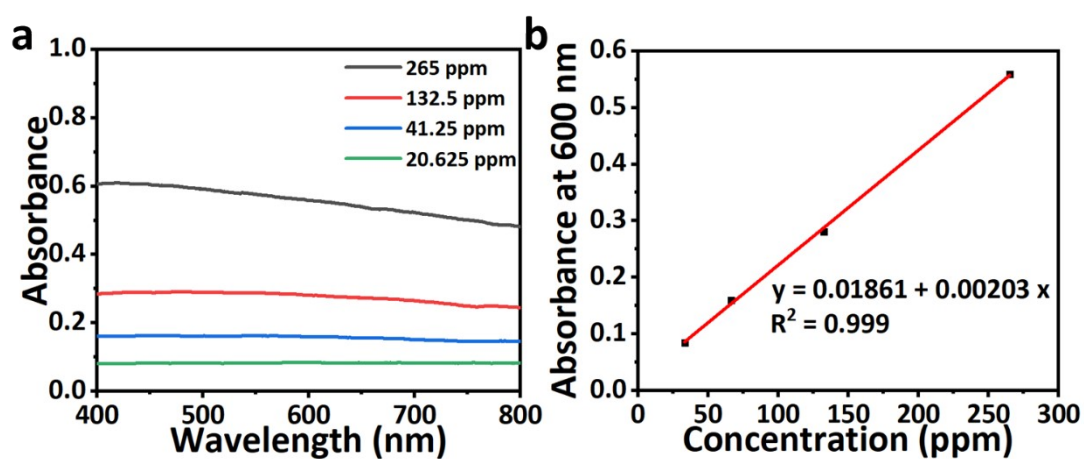 a
1.0
0.8
0.6
0.4
0.2
0.0
Absorbance
265 ppm
132.5 ppm
41.25 ppm
20.625 ppm
400 500 600 700 800
Wavelength (nm)
b
0.6
0.5
0.4
0.3
0.2
0.1
0.0
Absorbance at 600 nm
y = 0.01861 + 0.00203 x
R² = 0.999
0 50 100 150 200 250 300
Concentration (ppm)